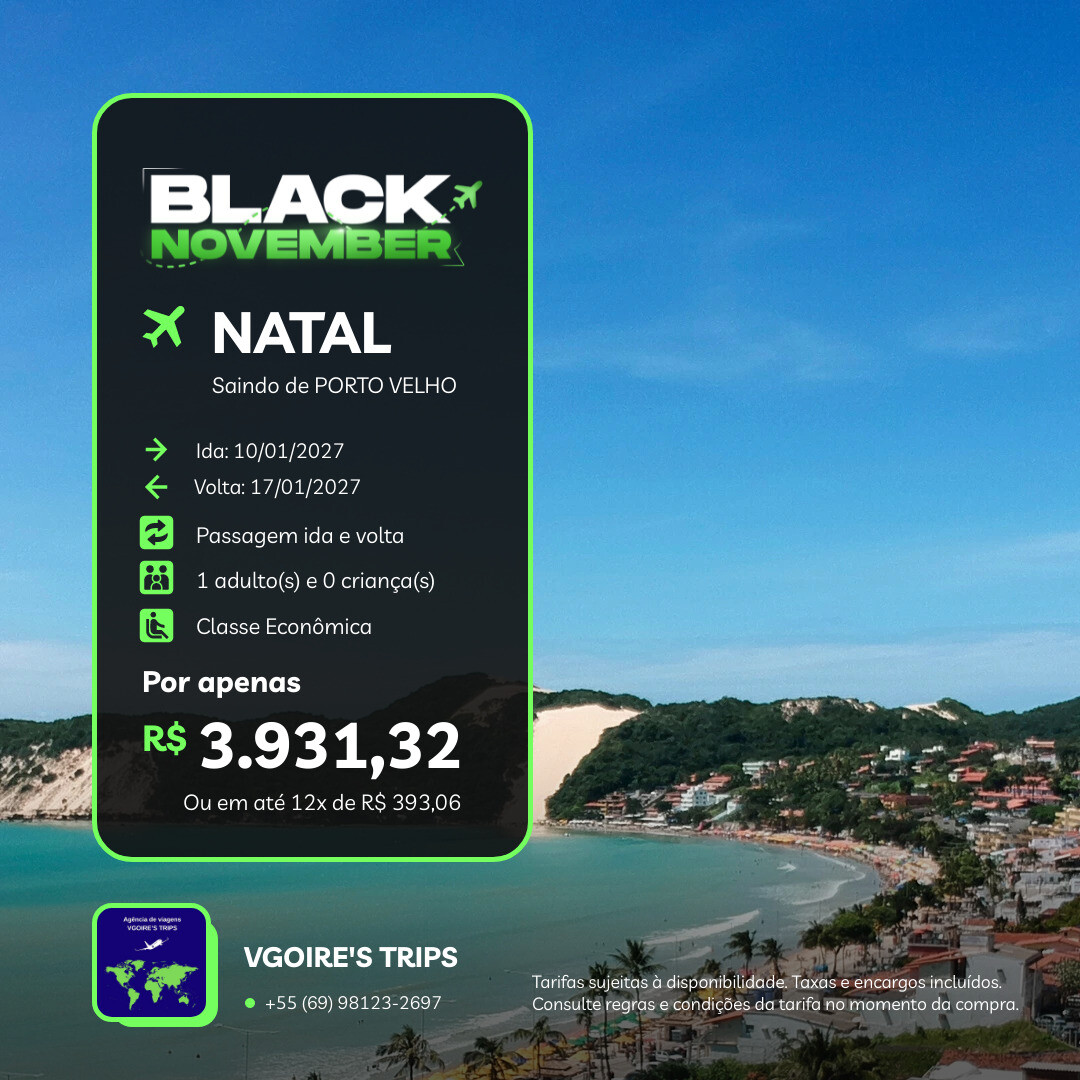 BLACK
NOVEMBER
NATAL
Saindo de PORTO VELHO
Ida: 10/01/2027
Volta: 17/01/2027
Passagem ida e volta
1 adulto(s) e 0 criança(s)
Classe Econômica
Por apenas
R$ 3.931,32
Ou em até 12x de R$ 393,06
Agência de viagens
VGOIRE'S TRIPS
VGOIRE'S TRIPS
+55 (69) 98123-2697
Tarifas sujeitas à disponibilidade. Taxas e encargos incluídos.
Consulte regras e condições da tarifa no momento da compra.